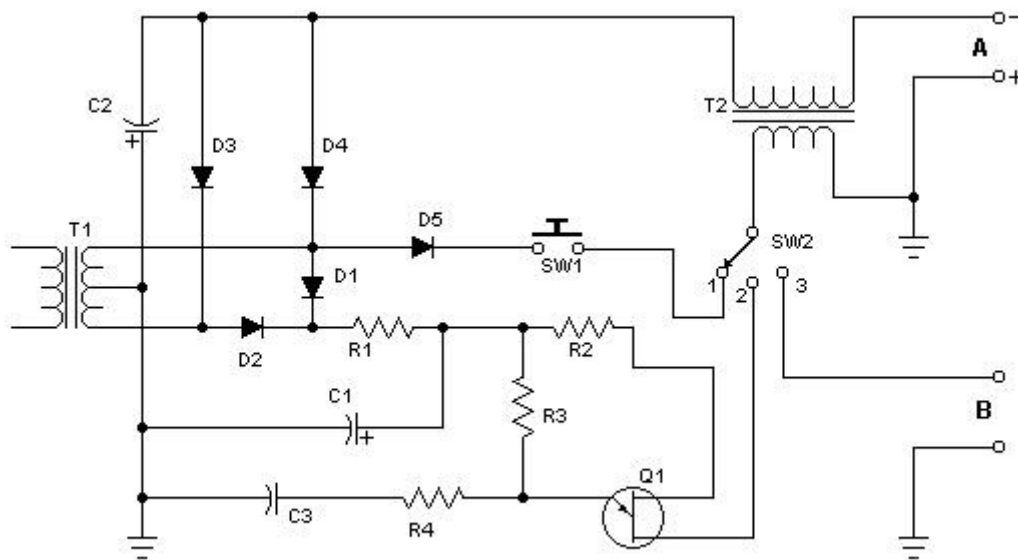 A
−
+
C2
+
D3
D4
T2
T1
D5
SW1
SW2
D1
1
2
3
D2
R1
R2
C1
+
R3
B
Q1
C3
R4